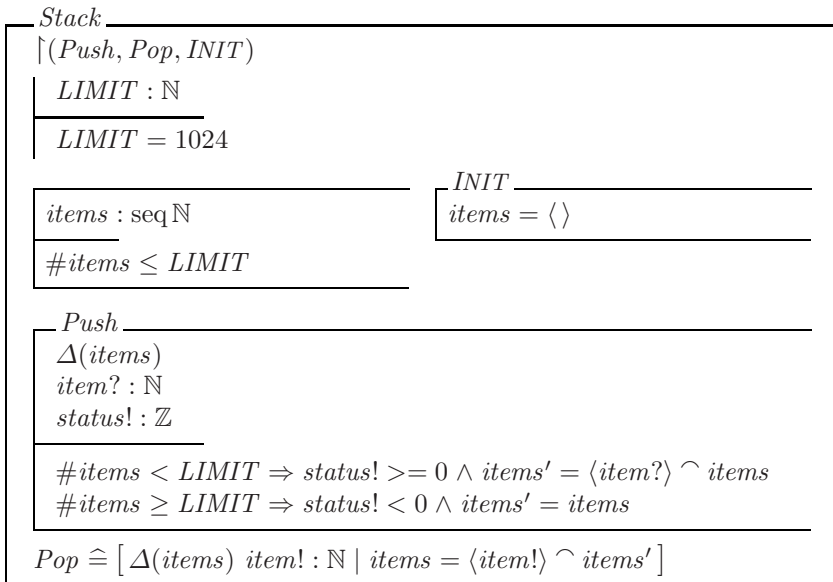 Stack
↾(Push, Pop, INIT)
LIMIT : ℕ
LIMIT = 1024
items : seq ℕ
#items ≤ LIMIT
INIT
items = ⟨ ⟩
Push
Δ(items)
item? : ℕ
status! : ℤ
#items < LIMIT ⇒ status! >= 0 ∧ items′ = ⟨item?⟩ ⌢ items
#items ≥ LIMIT ⇒ status! < 0 ∧ items′ = items
Pop ≙ [ Δ(items) item! : ℕ | items = ⟨item!⟩ ⌢ items′ ]